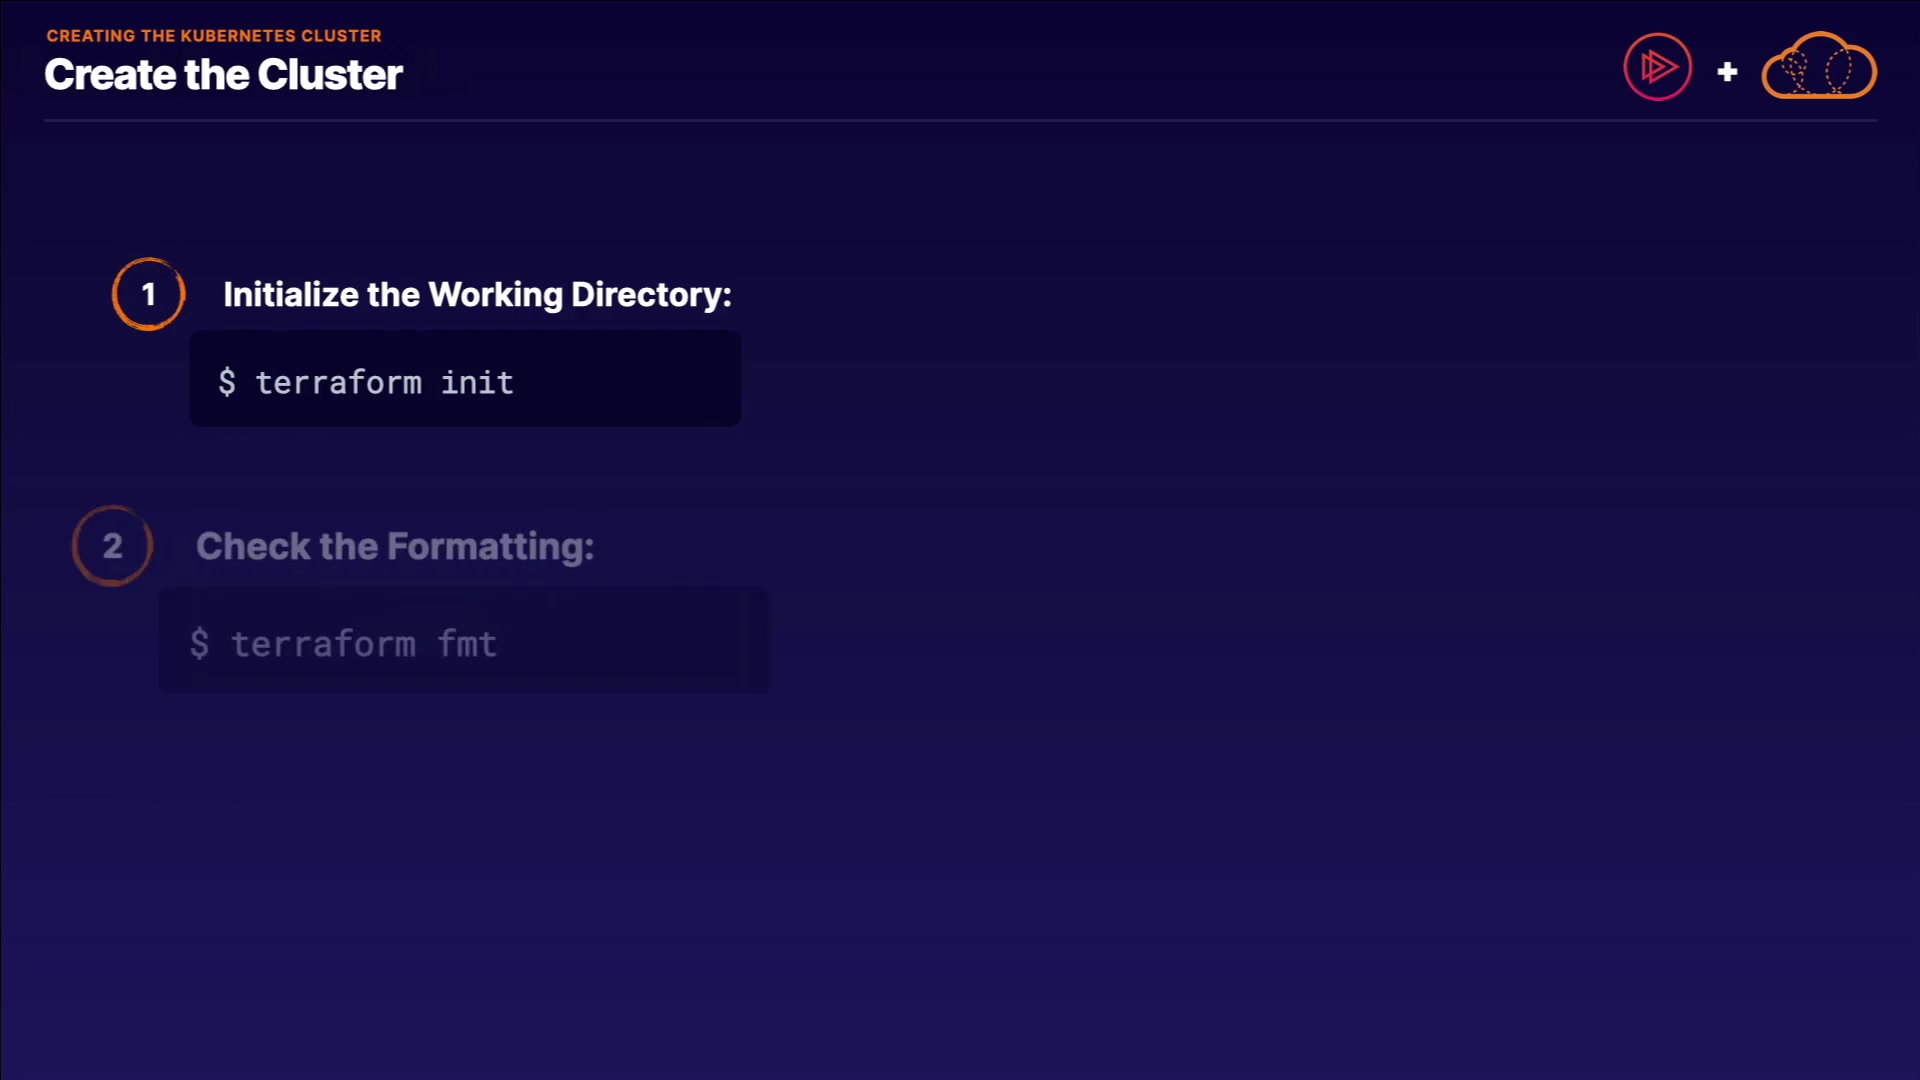 CREATING THE KUBERNETES CLUSTER
Create the Cluster
+
1 Initialize the Working Directory:
$ terraform init
2 Check the Formatting:
$ terraform fmt